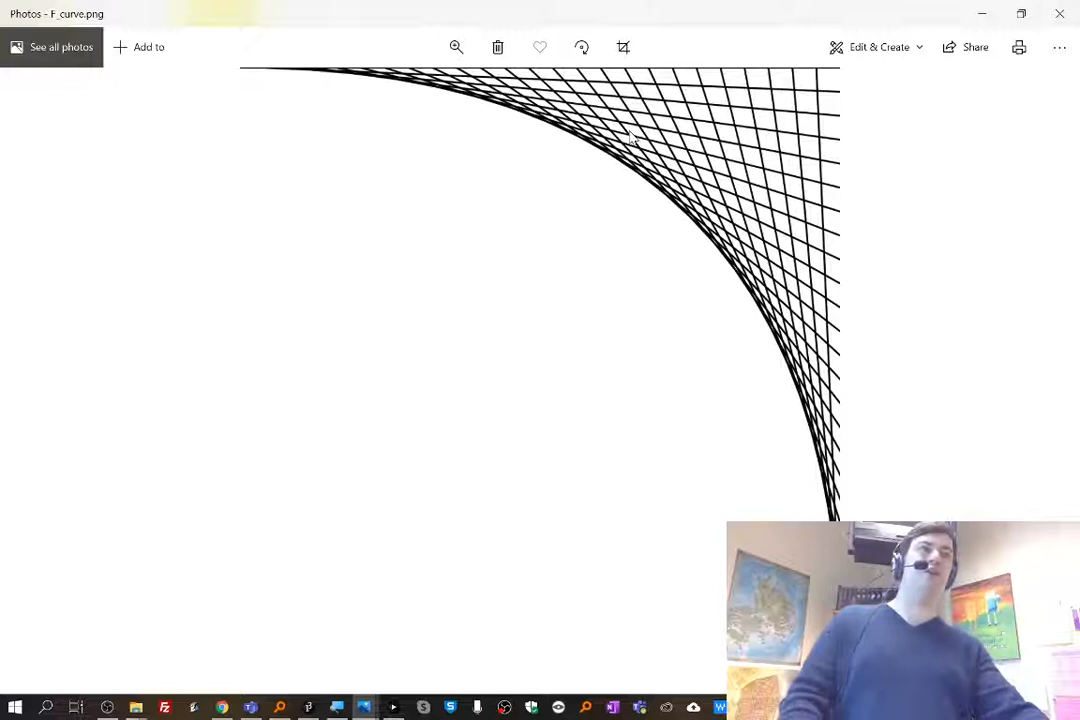 Photos - F_curve.png
See all photos
Add to
Edit & Create
Share